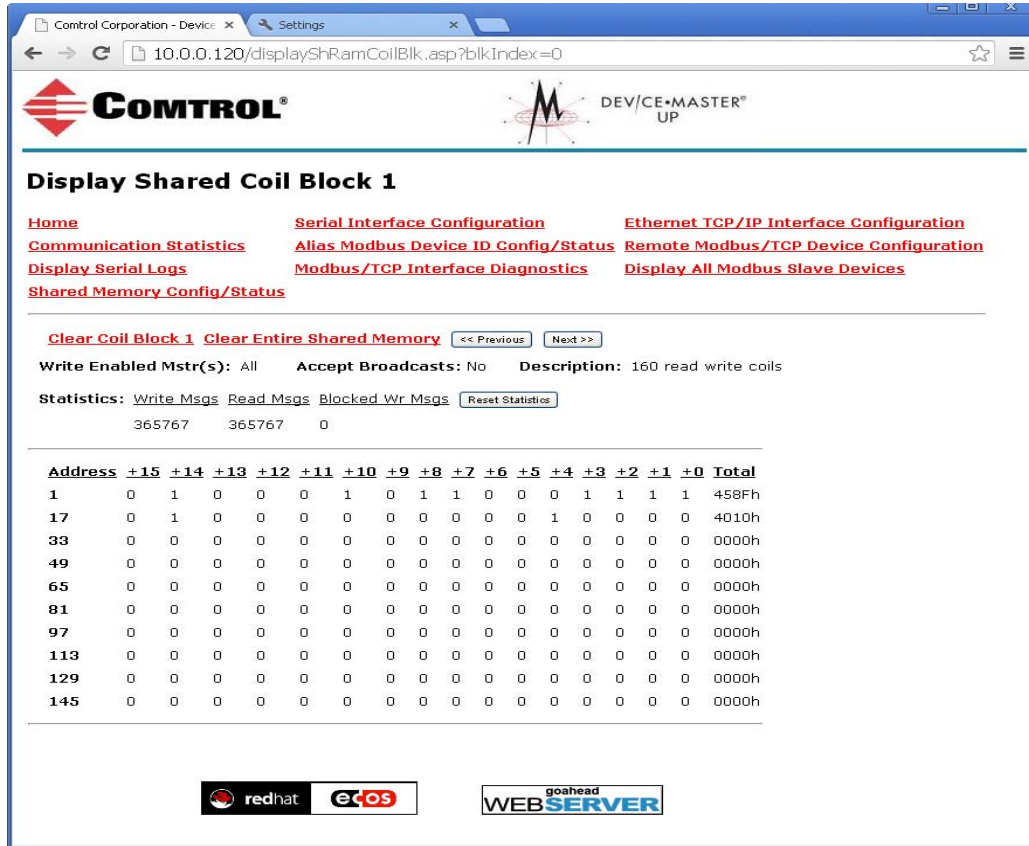 Comtrol Corporation - Device
Settings
10.0.0.120/displayShRamCoilBlk.asp?blkIndex=0
COMTROL®
DEV/CE•MASTER®
UP
Display Shared Coil Block 1
Home Serial Interface Configuration Ethernet TCP/IP Interface Configuration
Communication Statistics Alias Modbus Device ID Config/Status Remote Modbus/TCP Device Configuration
Display Serial Logs Modbus/TCP Interface Diagnostics Display All Modbus Slave Devices
Shared Memory Config/Status
Clear Coil Block 1 Clear Entire Shared Memory << Previous Next >>
Write Enabled Mstr(s): All Accept Broadcasts: No Description: 160 read write coils
Statistics: Write Msgs Read Msgs Blocked Wr Msgs Reset Statistics
365767 365767 0
Address +15 +14 +13 +12 +11 +10 +9 +8 +7 +6 +5 +4 +3 +2 +1 +0 Total
1 0 1 0 0 0 1 0 1 1 0 0 0 1 1 1 1 458Fh
17 0 1 0 0 0 0 0 0 0 0 0 1 0 0 0 0 4010h
33 0 0 0 0 0 0 0 0 0 0 0 0 0 0 0 0 0000h
49 0 0 0 0 0 0 0 0 0 0 0 0 0 0 0 0 0000h
65 0 0 0 0 0 0 0 0 0 0 0 0 0 0 0 0 0000h
81 0 0 0 0 0 0 0 0 0 0 0 0 0 0 0 0 0000h
97 0 0 0 0 0 0 0 0 0 0 0 0 0 0 0 0 0000h
113 0 0 0 0 0 0 0 0 0 0 0 0 0 0 0 0 0000h
129 0 0 0 0 0 0 0 0 0 0 0 0 0 0 0 0 0000h
145 0 0 0 0 0 0 0 0 0 0 0 0 0 0 0 0 0000h
redhat ecos
goahead
WEBSERVER